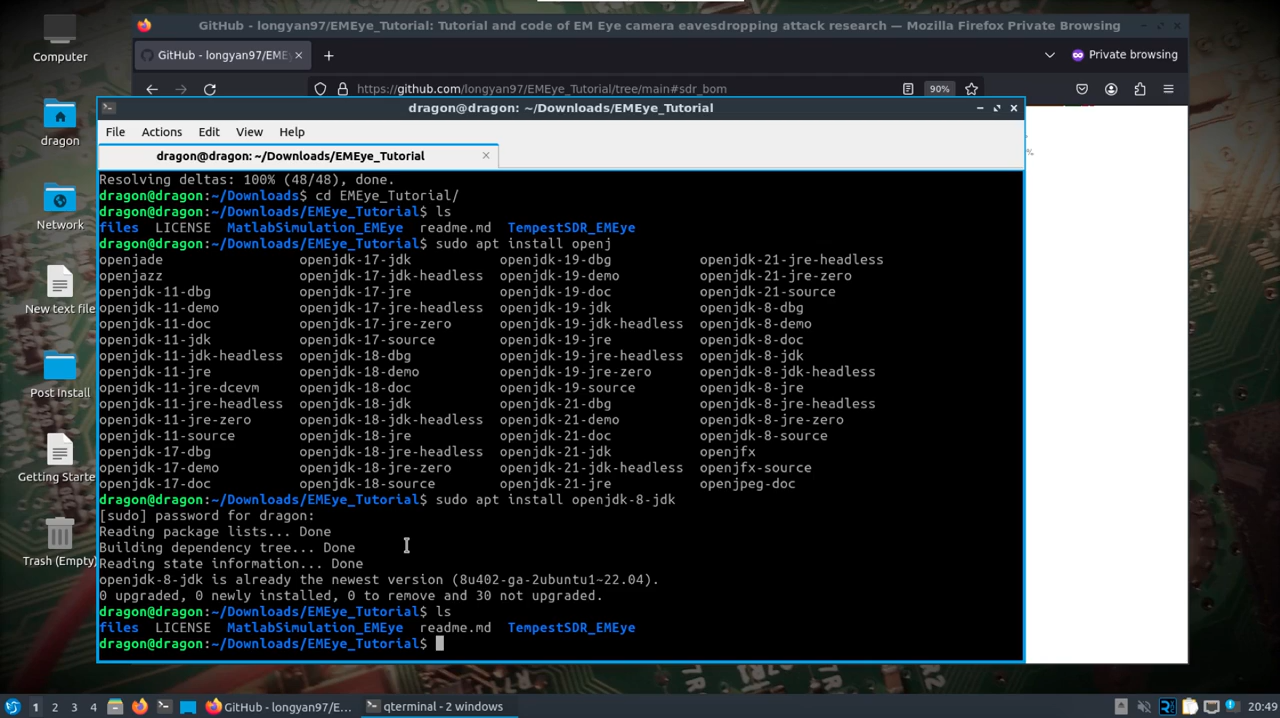 Computer
dragon
Network
New text file
Post Install
Getting Starte
Trash (Empty)
GitHub - longyan97/EMEye_Tutorial: Tutorial and code of EM Eye camera eavesdropping attack research — Mozilla Firefox Private Browsing
GitHub - longyan97/EMEy
Private browsing
https://github.com/longyan97/EMEye_Tutorial/tree/main#sdr_bom
90%
dragon@dragon: ~/Downloads/EMEye_Tutorial
File Actions Edit View Help
dragon@dragon: ~/Downloads/EMEye_Tutorial
Resolving deltas: 100% (48/48), done.
dragon@dragon:~/Downloads$ cd EMEye_Tutorial/
dragon@dragon:~/Downloads/EMEye_Tutorial$ ls
files LICENSE MatlabSimulation_EMEye readme.md TempestSDR_EMEye
dragon@dragon:~/Downloads/EMEye_Tutorial$ sudo apt install openj
openjade openjdk-17-jdk openjdk-19-dbg openjdk-21-jre-headless
openjazz openjdk-17-jdk-headless openjdk-19-demo openjdk-21-jre-zero
openjdk-11-dbg openjdk-17-jre openjdk-19-doc openjdk-21-source
openjdk-11-demo openjdk-17-jre-headless openjdk-19-jdk openjdk-8-dbg
openjdk-11-doc openjdk-17-jre-zero openjdk-19-jdk-headless openjdk-8-demo
openjdk-11-jdk openjdk-17-source openjdk-19-jre openjdk-8-doc
openjdk-11-jdk-headless openjdk-18-dbg openjdk-19-jre-headless openjdk-8-jdk
openjdk-11-jre openjdk-18-demo openjdk-19-jre-zero openjdk-8-jdk-headless
openjdk-11-jre-dcevm openjdk-18-doc openjdk-19-source openjdk-8-jre
openjdk-11-jre-headless openjdk-18-jdk openjdk-21-dbg openjdk-8-jre-headless
openjdk-11-jre-zero openjdk-18-jdk-headless openjdk-21-demo openjdk-8-jre-zero
openjdk-11-source openjdk-18-jre openjdk-21-doc openjdk-8-source
openjdk-17-dbg openjdk-18-jre-headless openjdk-21-jdk openjfx
openjdk-17-demo openjdk-18-jre-zero openjdk-21-jdk-headless openjfx-source
openjdk-17-doc openjdk-18-source openjdk-21-jre openjpeg-doc
dragon@dragon:~/Downloads/EMEye_Tutorial$ sudo apt install openjdk-8-jdk
[sudo] password for dragon:
Reading package lists... Done
Building dependency tree... Done
Reading state information... Done
openjdk-8-jdk is already the newest version (8u402-ga-2ubuntu1~22.04).
0 upgraded, 0 newly installed, 0 to remove and 30 not upgraded.
dragon@dragon:~/Downloads/EMEye_Tutorial$ ls
files LICENSE MatlabSimulation_EMEye readme.md TempestSDR_EMEye
dragon@dragon:~/Downloads/EMEye_Tutorial$
1 2 3 4
GitHub - longyan97/E...
qterminal - 2 windows
20:49